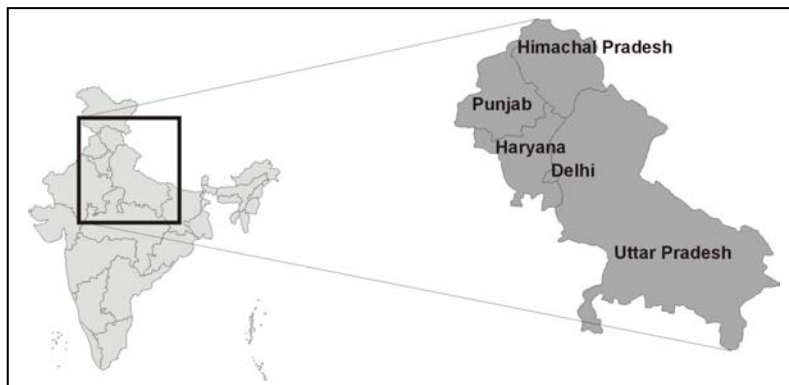 Himachal Pradesh
Punjab
Haryana
Delhi
Uttar Pradesh